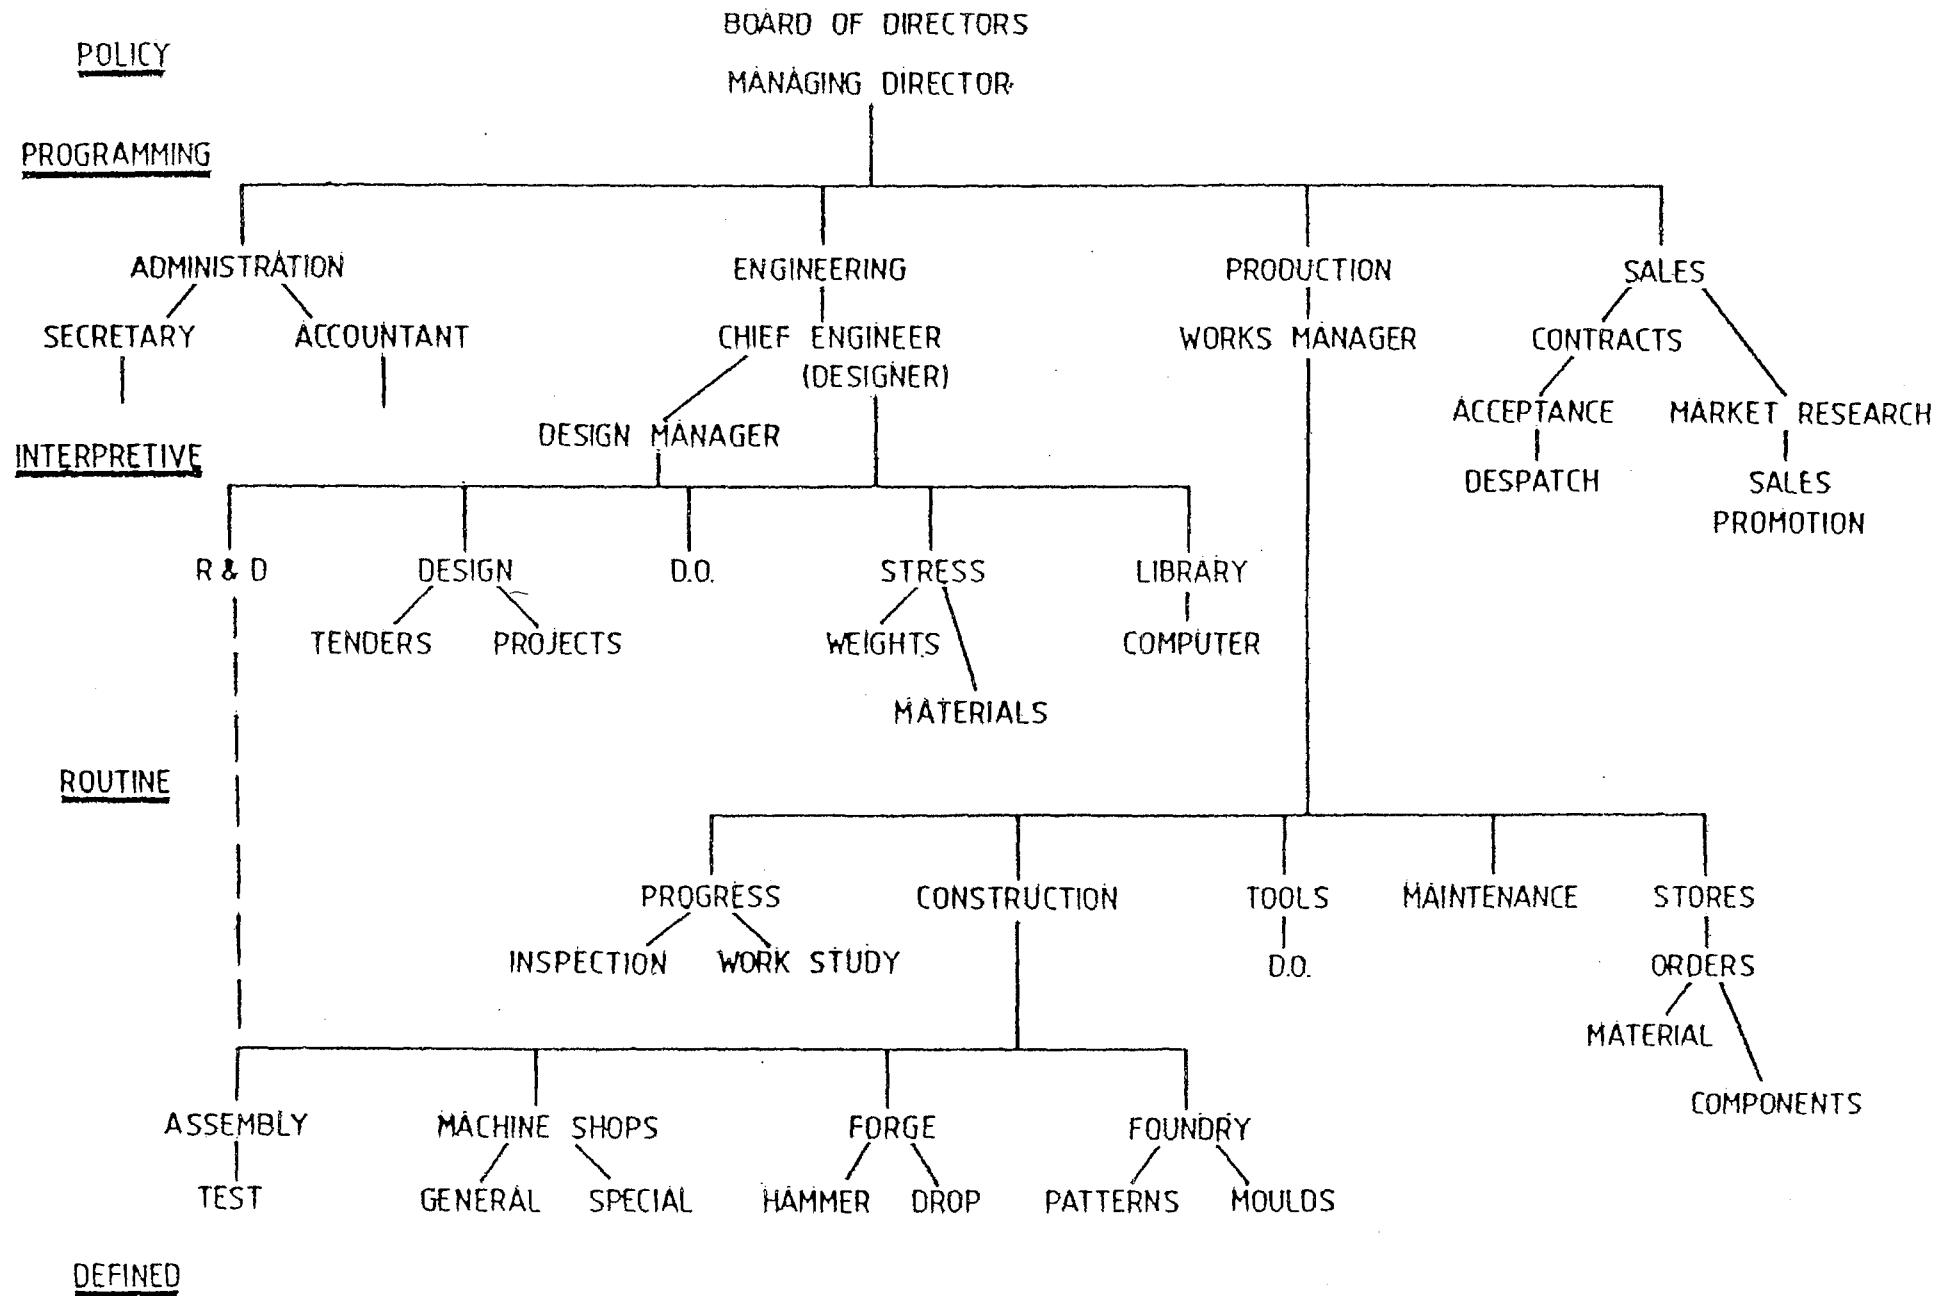 BOARD OF DIRECTORS
POLICY
MANAGING DIRECTOR
PROGRAMMING
ADMINISTRATION ENGINEERING PRODUCTION SALES
SECRETARY ACCOUNTANT CHIEF ENGINEER WORKS MANAGER CONTRACTS
(DESIGNER)
ACCEPTANCE MARKET RESEARCH
DESIGN MANAGER
INTERPRETIVE
DESPATCH SALES
PROMOTION
R & D DESIGN D.O. STRESS LIBRARY
TENDERS PROJECTS WEIGHTS COMPUTER
MATERIALS
ROUTINE
PROGRESS CONSTRUCTION TOOLS MAINTENANCE STORES
INSPECTION WORK STUDY D.O. ORDERS
MATERIAL
COMPONENTS
ASSEMBLY MACHINE SHOPS FORGE FOUNDRY
TEST GENERAL SPECIAL HAMMER DROP PATTERNS MOULDS
DEFINED